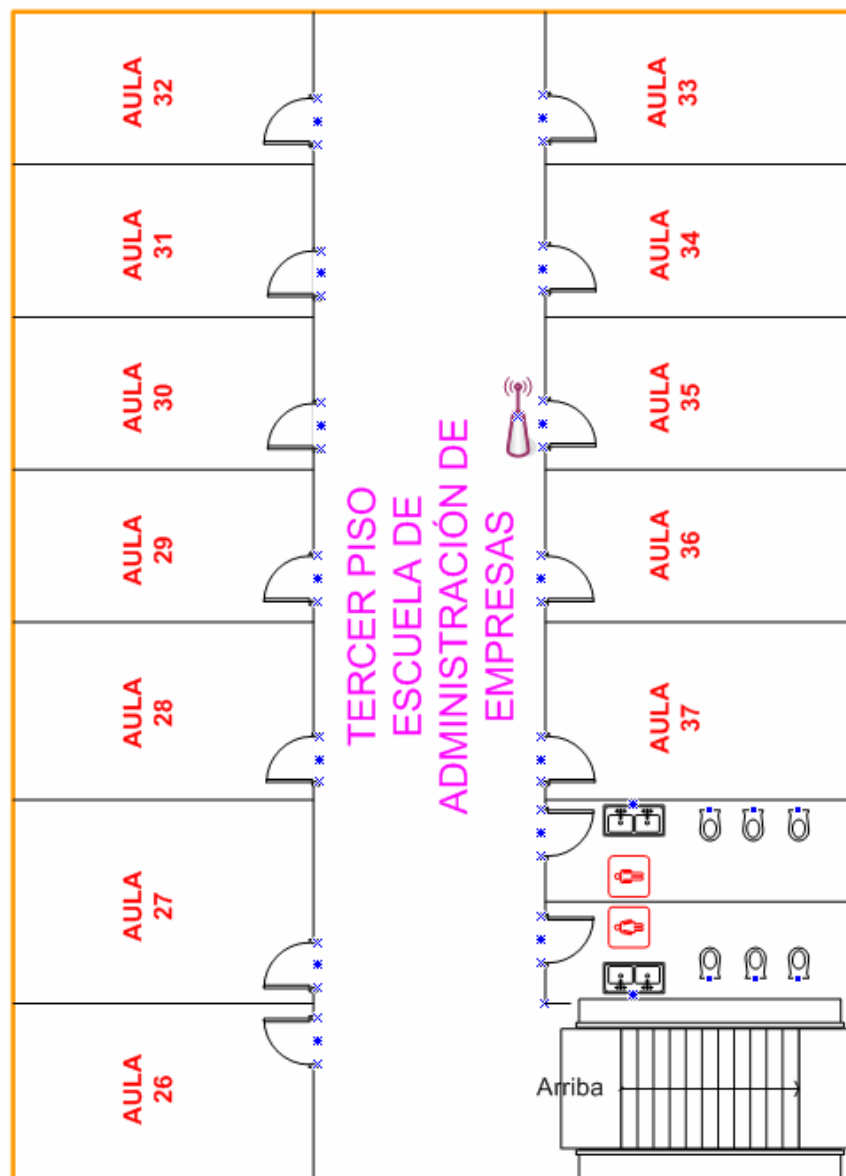 AULA
32
AULA
33
AULA
31
AULA
34
AULA
30
AULA
35
TERCER PISO
ESCUELA DE
ADMINISTRACIÓN DE
EMPRESAS
AULA
29
AULA
36
AULA
28
AULA
37
AULA
27
AULA
26
Arriba